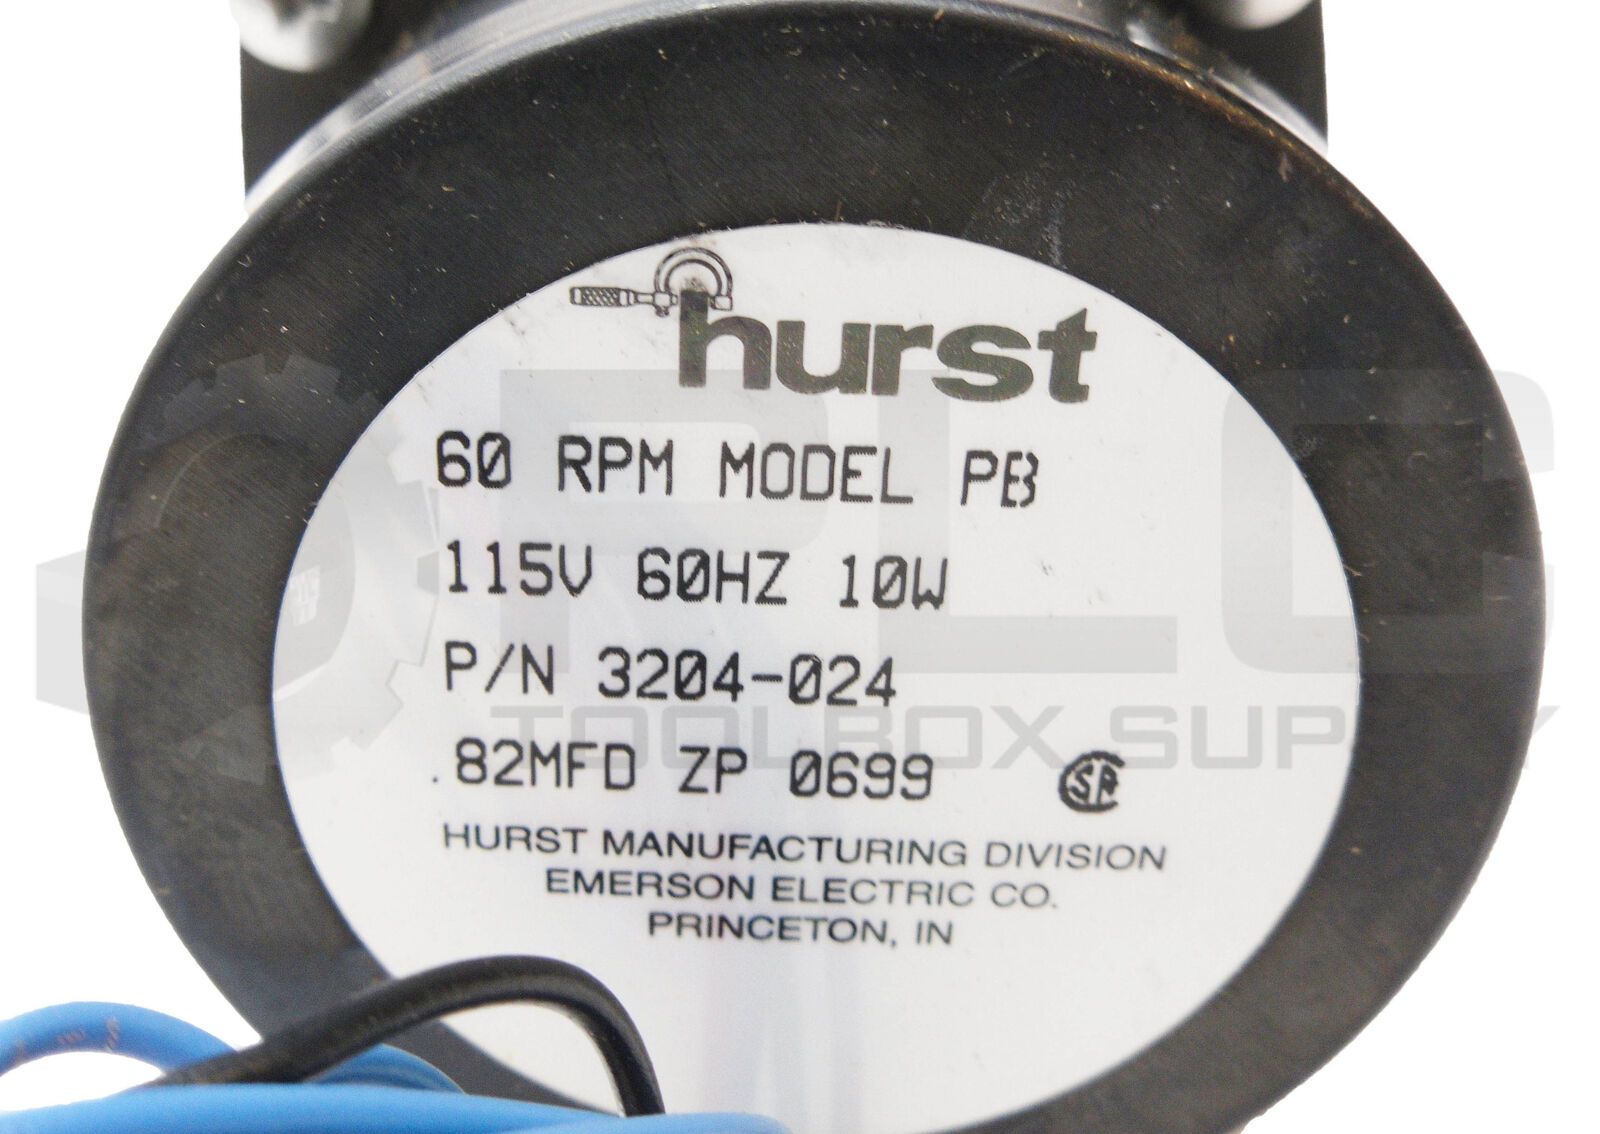 hurst
60 RPM MODEL PB
115V 60HZ 10W
P/N 3204-024
.82MFD ZP 0699
HURST MANUFACTURING DIVISION
EMERSON ELECTRIC CO.
PRINCETON, IN
PLC
TOOLBOX SUPPLY